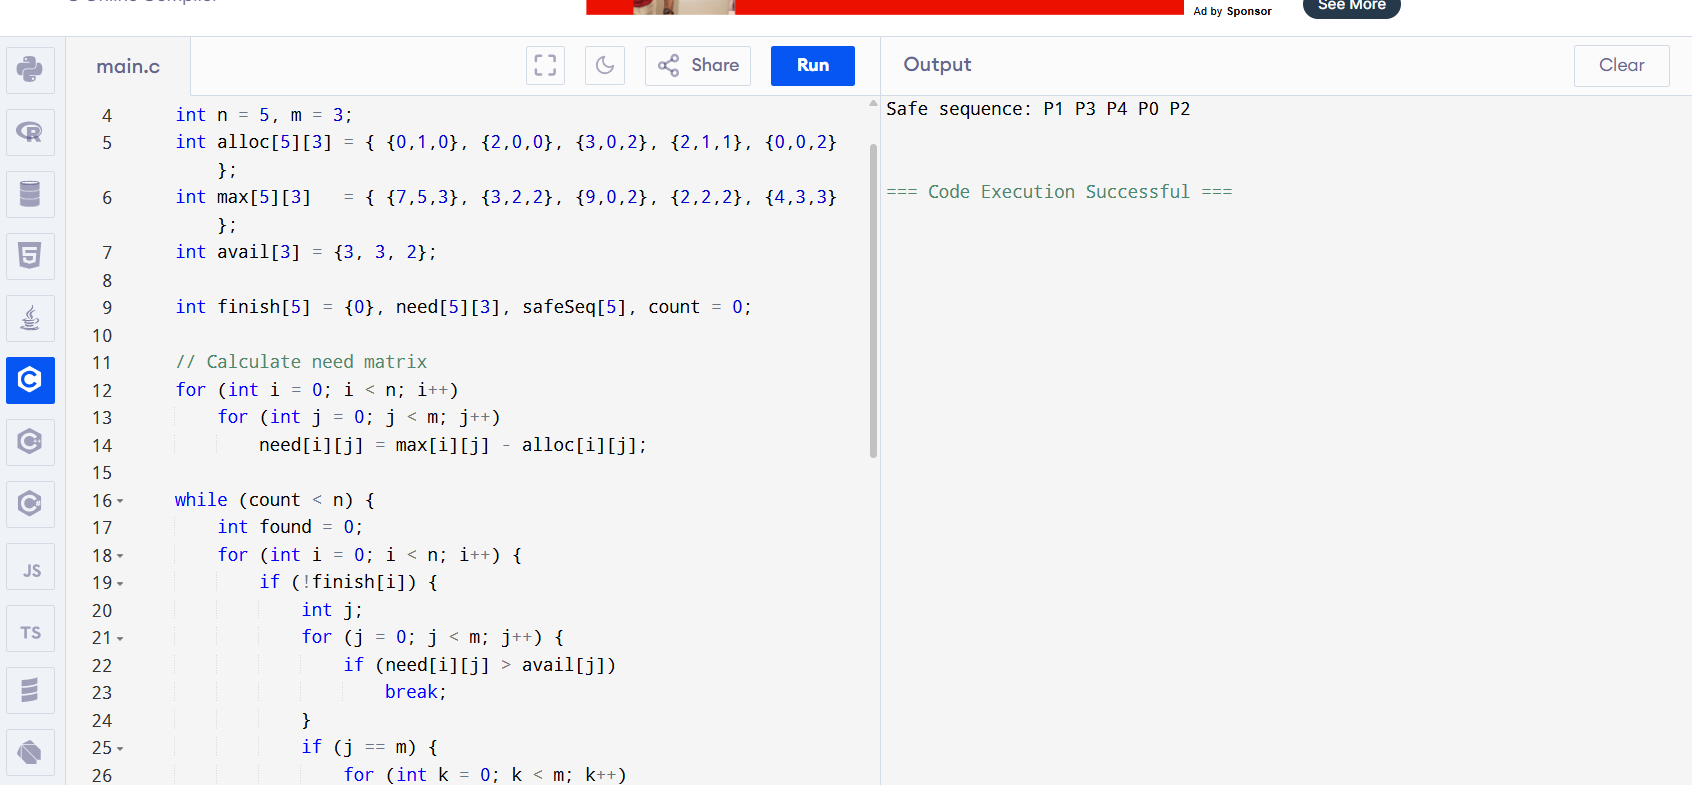 C Online Compiler
Ad by Sponsor
See More
main.c
Share
Run
Output
Clear
4 int n = 5, m = 3;
5 int alloc[5][3] = { {0,1,0}, {2,0,0}, {3,0,2}, {2,1,1}, {0,0,2}
};
6 int max[5][3]   = { {7,5,3}, {3,2,2}, {9,0,2}, {2,2,2}, {4,3,3}
};
7 int avail[3] = {3, 3, 2};
8
9 int finish[5] = {0}, need[5][3], safeSeq[5], count = 0;
10
11 // Calculate need matrix
12 for (int i = 0; i < n; i++)
13 for (int j = 0; j < m; j++)
14 need[i][j] = max[i][j] - alloc[i][j];
15
16 while (count < n) {
17 int found = 0;
18 for (int i = 0; i < n; i++) {
19 if (!finish[i]) {
20 int j;
21 for (j = 0; j < m; j++) {
22 if (need[i][j] > avail[j])
23 break;
24 }
25 if (j == m) {
26 for (int k = 0; k < m; k++)
Safe sequence: P1 P3 P4 P0 P2
=== Code Execution Successful ===
R
5
C
C
C
JS
TS